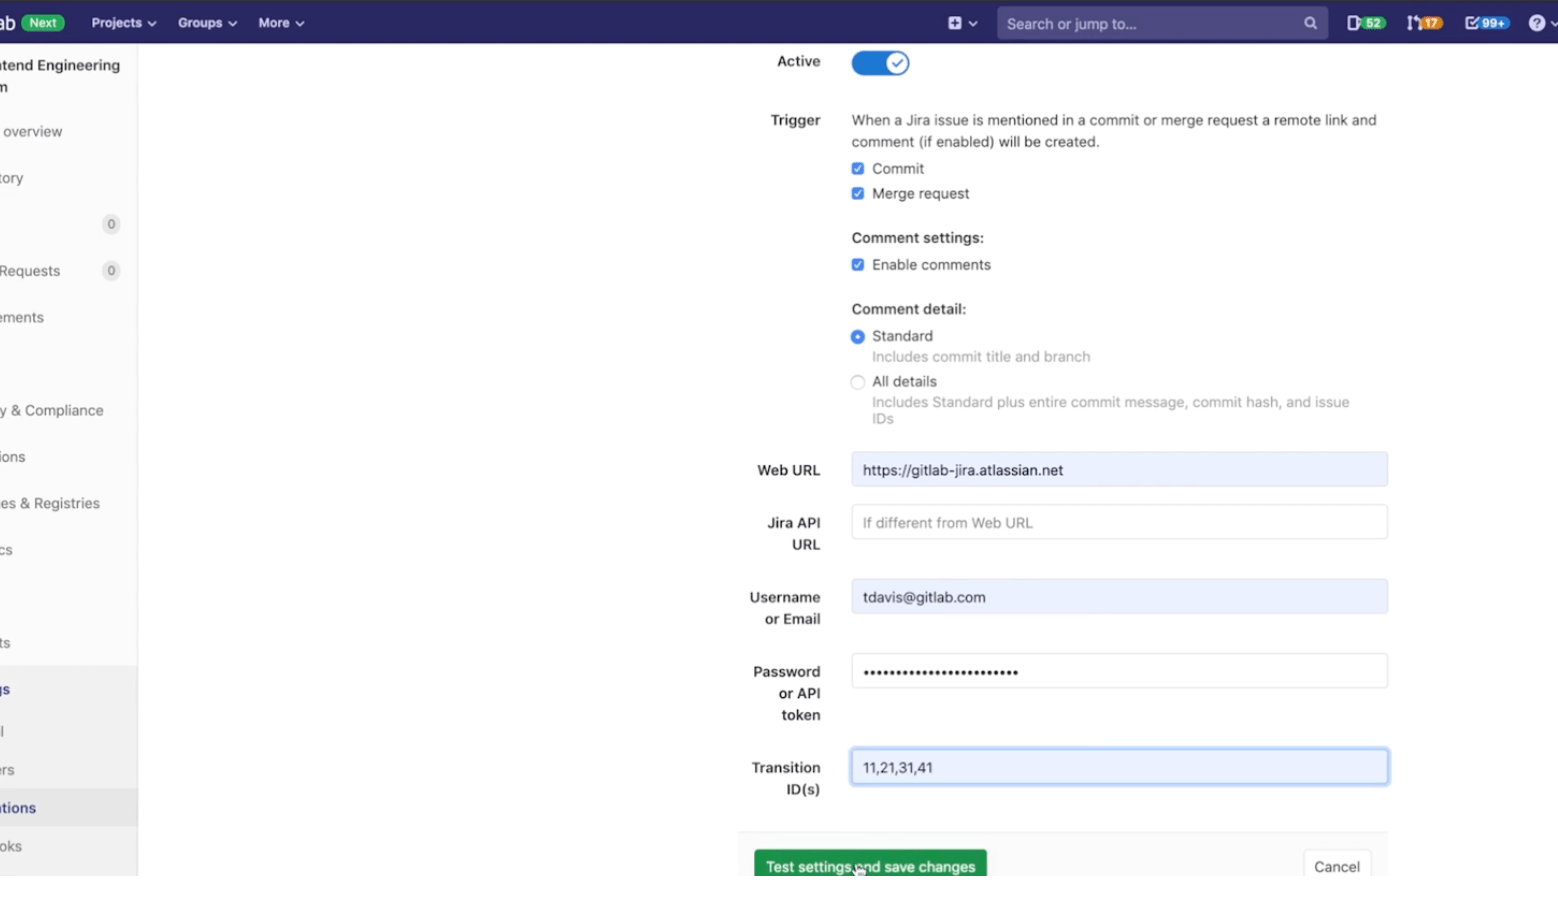 ab Next Projects Groups More Search or jump to... 52 17 99+
tend Engineering
m
overview
tory
0
Requests 0
ements
y & Compliance
ions
es & Registries
cs
ts
gs
l
ers
ations
oks
Active
Trigger When a Jira issue is mentioned in a commit or merge request a remote link and
comment (if enabled) will be created.
Commit
Merge request
Comment settings:
Enable comments
Comment detail:
Standard
Includes commit title and branch
All details
Includes Standard plus entire commit message, commit hash, and issue
IDs
Web URL https://gitlab-jira.atlassian.net
Jira API
URL
If different from Web URL
Username
or Email
tdavis@gitlab.com
Password
or API
token
••••••••••••••••••••••••
Transition
ID(s)
11,21,31,41
Test settings and save changes Cancel